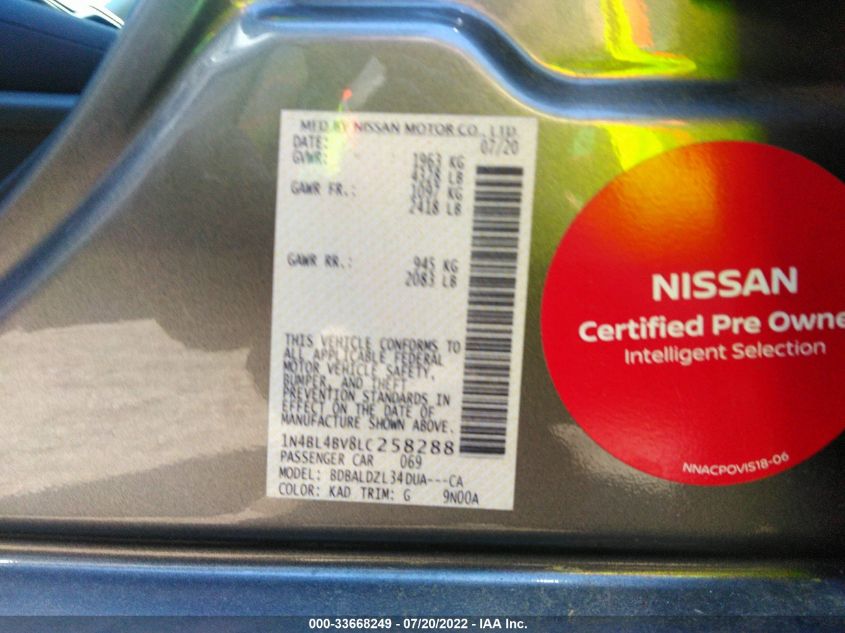 MFD BY NISSAN MOTOR CO., LTD.
DATE: 07/20
GVWR: 1963 KG
4328 LB
GAWR FR.: 1097 KG
2418 LB
GAWR RR.: 945 KG
2083 LB
THIS VEHICLE CONFORMS TO
ALL APPLICABLE FEDERAL
MOTOR VEHICLE SAFETY,
BUMPER, AND THEFT
PREVENTION STANDARDS IN
EFFECT ON THE DATE OF
MANUFACTURE SHOWN ABOVE.
1N4BL4BV8LC258288
PASSENGER CAR 069
MODEL: BDBALDZL34DUA---CA
COLOR: KAD TRIM: G 9N00A
NISSAN
Certified Pre Owne
Intelligent Selection
NNACPOVIS18-06
000-33668249 - 07/20/2022 - IAA Inc.